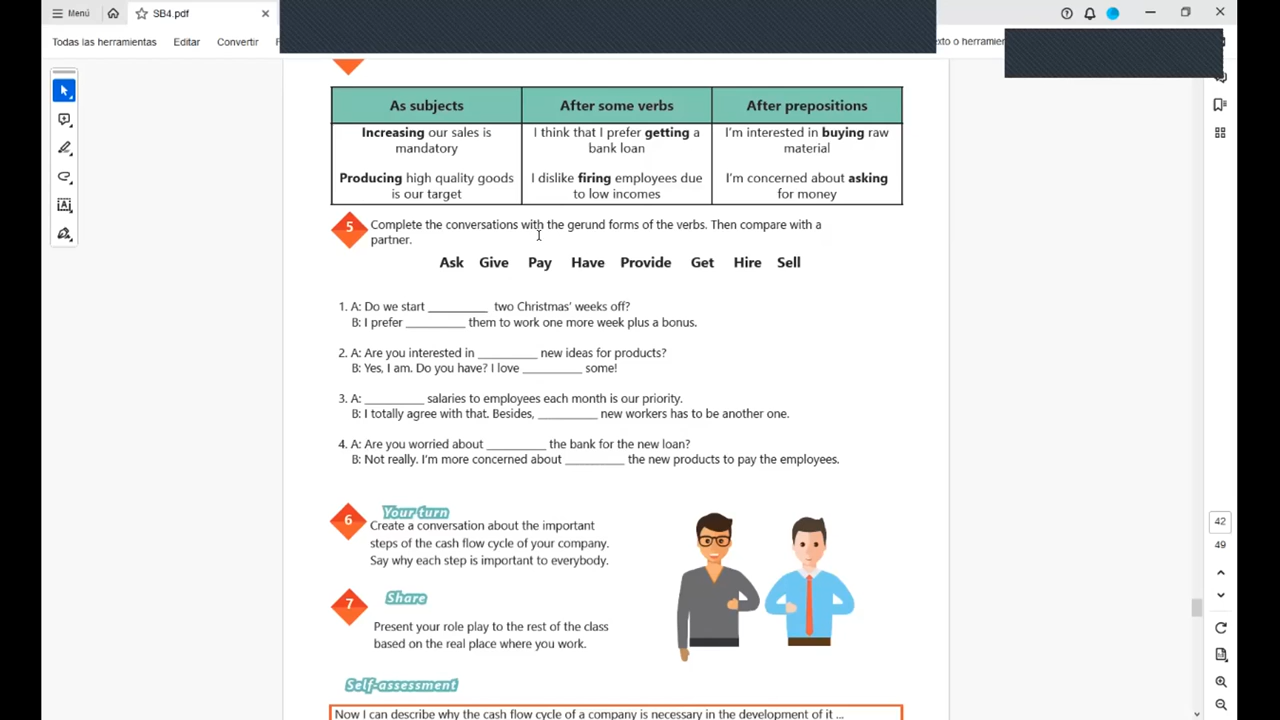 Menú
SB4.pdf
Todas las herramientas
Editar
Convertir
exto o herramien
As subjects
After some verbs
After prepositions
Increasing our sales is
mandatory
Producing high quality goods
is our target
I think that I prefer getting a
bank loan
I dislike firing employees due
to low incomes
I'm interested in buying raw
material
I'm concerned about asking
for money
5
Complete the conversations with the gerund forms of the verbs. Then compare with a
partner.
Ask Give Pay Have Provide Get Hire Sell
1. A: Do we start __________ two Christmas' weeks off?
B: I prefer __________ them to work one more week plus a bonus.
2. A: Are you interested in __________ new ideas for products?
B: Yes, I am. Do you have? I love __________ some!
3. A: __________ salaries to employees each month is our priority.
B: I totally agree with that. Besides, __________ new workers has to be another one.
4. A: Are you worried about __________ the bank for the new loan?
B: Not really. I'm more concerned about __________ the new products to pay the employees.
6
Your turn
Create a conversation about the important
steps of the cash flow cycle of your company.
Say why each step is important to everybody.
7
Share
Present your role play to the rest of the class
based on the real place where you work.
Self-assessment
Now I can describe why the cash flow cycle of a company is necessary in the development of it ...
42
49